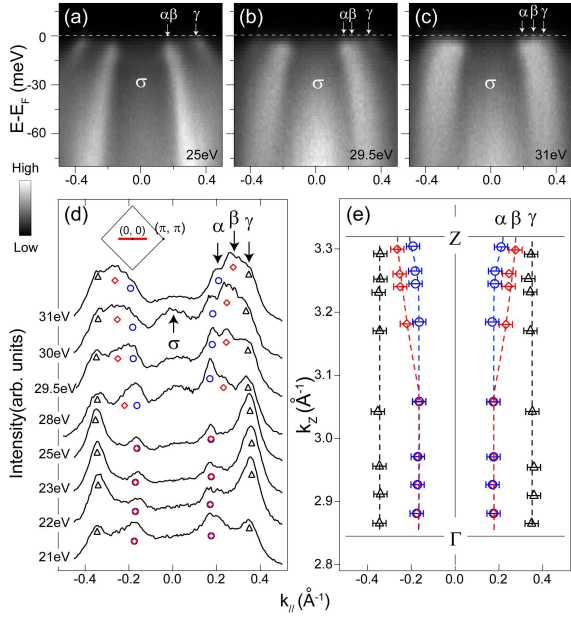 (a)
αβ
γ
(b)
αβ
γ
(c)
αβ
γ
0
-30
-60
E-E_F (meV)
σ
σ
σ
25eV
29.5eV
31eV
-0.4
0.0
0.4
-0.4
0.0
0.4
-0.4
0.0
0.4
High
Low
(d)
(0, 0)
(π, π)
α
β
γ
σ
31eV
30eV
29.5eV
28eV
25eV
23eV
22eV
21eV
Intensity(arb. units)
-0.4
-0.2
0.0
0.2
0.4
(e)
α
β
γ
Z
Γ
3.3
3.2
3.1
3.0
2.9
2.8
k_Z (Å⁻¹)
-0.4
-0.2
0.0
0.2
0.4
k_// (Å⁻¹)